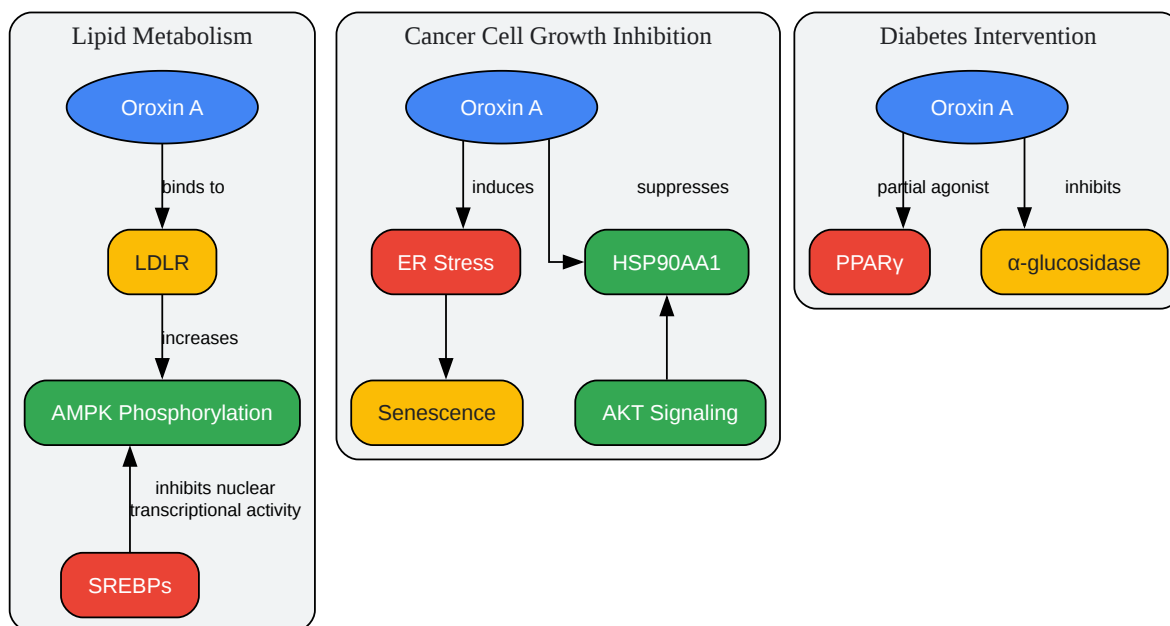 Lipid Metabolism
Oroxin A
binds to
LDLR
increases
AMPK Phosphorylation
inhibits nuclear
transcriptional activity
SREBPs
Cancer Cell Growth Inhibition
Oroxin A
induces
suppresses
ER Stress
HSP90AA1
Senescence
AKT Signaling
Diabetes Intervention
Oroxin A
partial agonist
inhibits
PPARγ
α-glucosidase